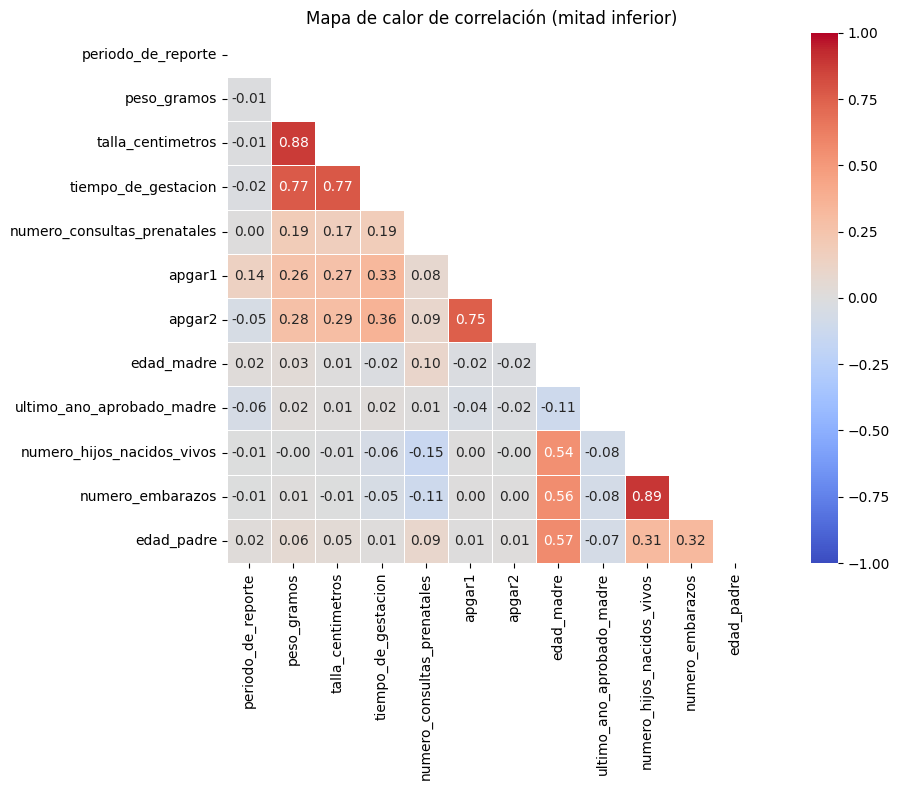 Mapa de calor de correlación (mitad inferior)
periodo_de_reporte
peso_gramos -0.01
talla_centimetros -0.01 0.88
tiempo_de_gestacion -0.02 0.77 0.77
numero_consultas_prenatales 0.00 0.19 0.17 0.19
apgar1 0.14 0.26 0.27 0.33 0.08
apgar2 -0.05 0.28 0.29 0.36 0.09 0.75
edad_madre 0.02 0.03 0.01 -0.02 0.10 -0.02 -0.02
ultimo_ano_aprobado_madre -0.06 0.02 0.01 0.02 0.01 -0.04 -0.02 -0.11
numero_hijos_nacidos_vivos -0.01 -0.00 -0.01 -0.06 -0.15 0.00 -0.00 0.54 -0.08
numero_embarazos -0.01 0.01 -0.01 -0.05 -0.11 0.00 0.00 0.56 -0.08 0.89
edad_padre 0.02 0.06 0.05 0.01 0.09 0.01 0.01 0.57 -0.07 0.31 0.32
periodo_de_reporte
peso_gramos
talla_centimetros
tiempo_de_gestacion
numero_consultas_prenatales
apgar1
apgar2
edad_madre
ultimo_ano_aprobado_madre
numero_hijos_nacidos_vivos
numero_embarazos
edad_padre
1.00
0.75
0.50
0.25
0.00
−0.25
−0.50
−0.75
−1.00